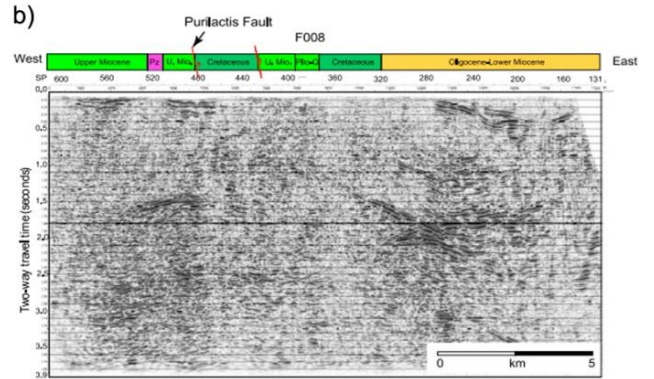 b)
Purilactis Fault
F008
West Upper Miocene Pz U. Mio. Cretaceous U. Mio. Plio-Q Cretaceous Oligocene-Lower Miocene East
SP 600 560 520 480 440 400 360 320 280 240 200 160 131
0,0
0,5
1,0
1,5
2,0
2,5
3,0
3,5
3.9
Two-way travel time (seconds)
0 km 5